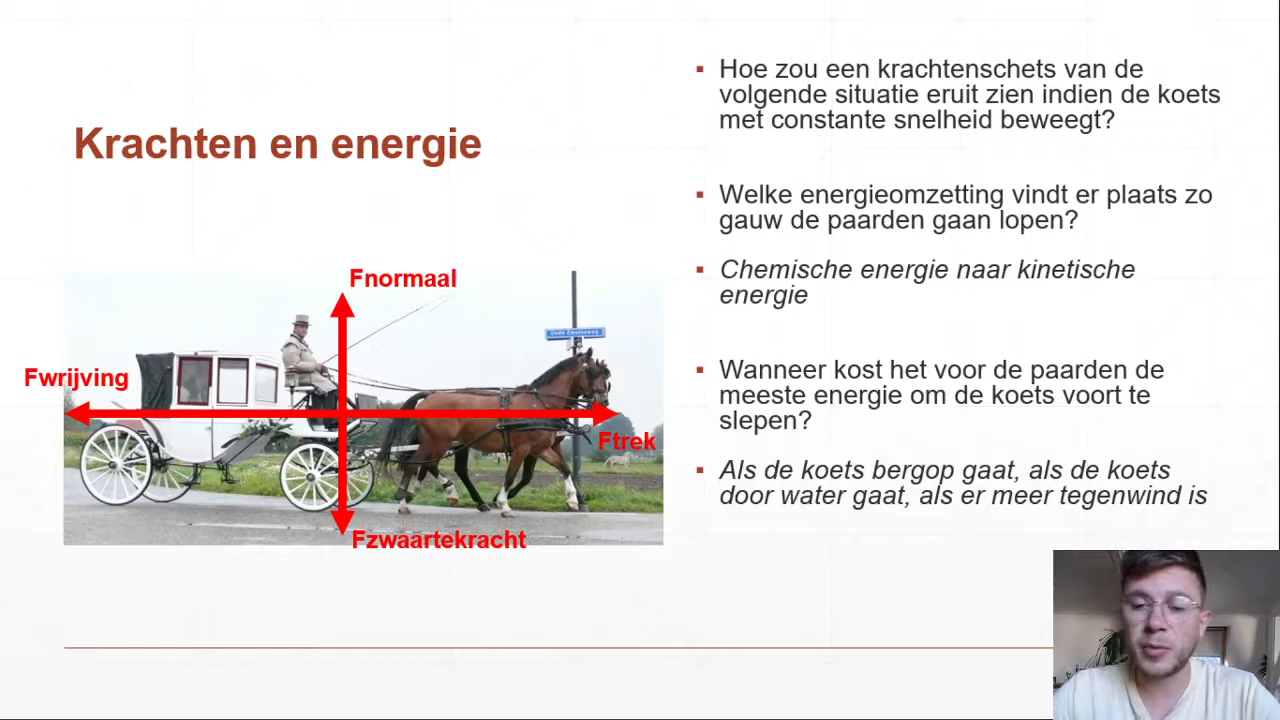 Krachten en energie
Fnormaal
Fwrijving
Ftrek
Fzwaartekracht
Hoe zou een krachtenschets van de
volgende situatie eruit zien indien de koets
met constante snelheid beweegt?
Welke energieomzetting vindt er plaats zo
gauw de paarden gaan lopen?
Chemische energie naar kinetische
energie
Wanneer kost het voor de paarden de
meeste energie om de koets voort te
slepen?
Als de koets bergop gaat, als de koets
door water gaat, als er meer tegenwind is